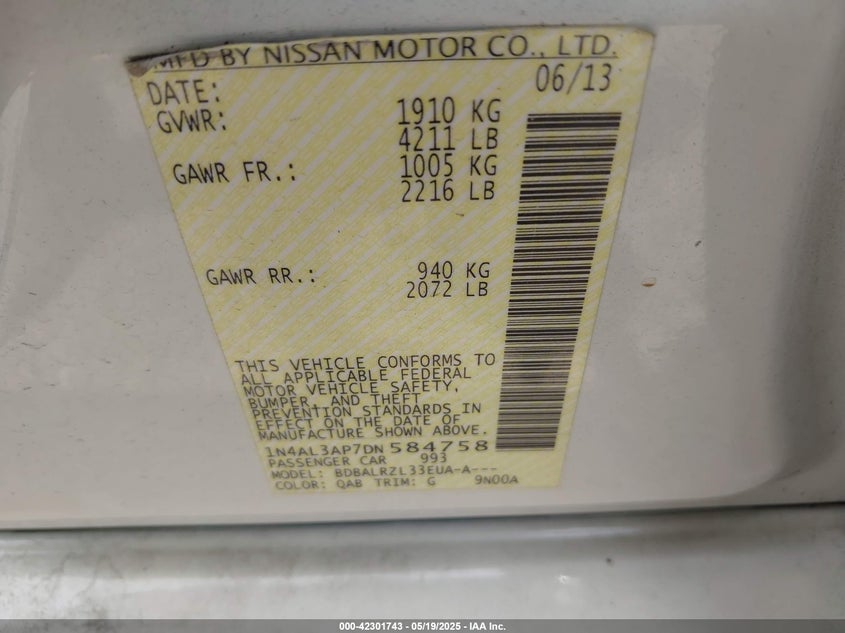 MFD BY NISSAN MOTOR CO., LTD.
DATE: 06/13
GVWR: 1910 KG
4211 LB
GAWR FR.: 1005 KG
2216 LB
GAWR RR.: 940 KG
2072 LB
THIS VEHICLE CONFORMS TO
ALL APPLICABLE FEDERAL
MOTOR VEHICLE SAFETY,
BUMPER, AND THEFT
PREVENTION STANDARDS IN
EFFECT ON THE DATE OF
MANUFACTURE SHOWN ABOVE.
1N4AL3AP7DN584758
PASSENGER CAR 993
MODEL: BDBALRZL33EUA-A---
COLOR: QAB TRIM: G 9N00A
000-42301743 - 05/19/2025 - IAA Inc.